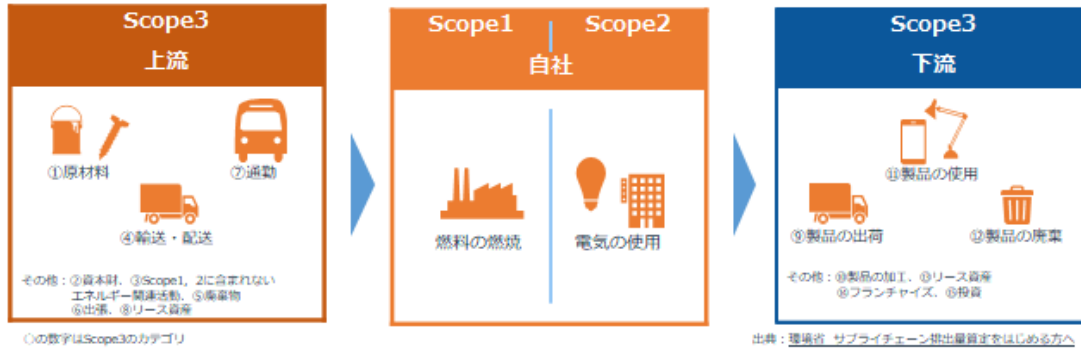 Scope3
上流
①原材料
⑦通勤
④輸送・配送
その他：②資本財、③Scope1, 2に含まれない
エネルギー関連活動、⑤廃棄物
⑥出張、⑧リース資産
Scope1
Scope2
自社
燃料の燃焼
電気の使用
Scope3
下流
⑪製品の使用
⑨製品の出荷
⑫製品の廃棄
その他：⑩製品の加工、⑬リース資産
⑭フランチャイズ、⑮投資
○の数字はScope3のカテゴリ
出典：環境省 サプライチェーン排出量算定をはじめる方へ